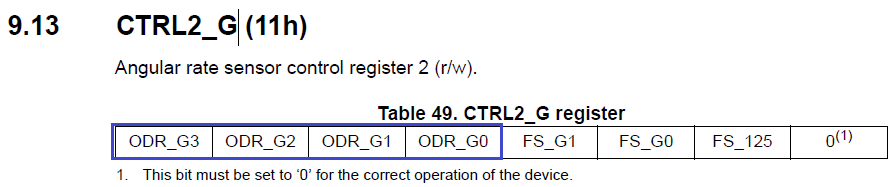 9.13 CTRL2_G (11h)
Angular rate sensor control register 2 (r/w).
Table 49. CTRL2_G register
ODR_G3 ODR_G2 ODR_G1 ODR_G0 FS_G1 FS_G0 FS_125 0(1)
1. This bit must be set to ‘0’ for the correct operation of the device.